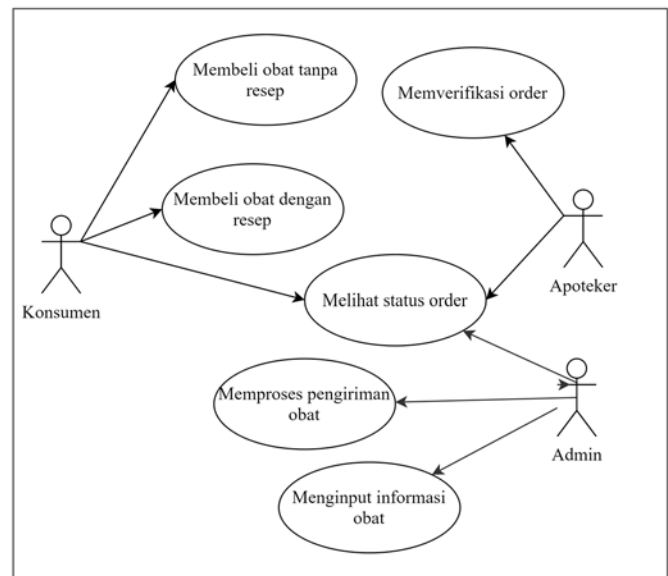 Membeli obat tanpa
resep
Memverifikasi order
Membeli obat dengan
resep
Konsumen
Apoteker
Melihat status order
Memproses pengiriman
obat
Admin
Menginput informasi
obat